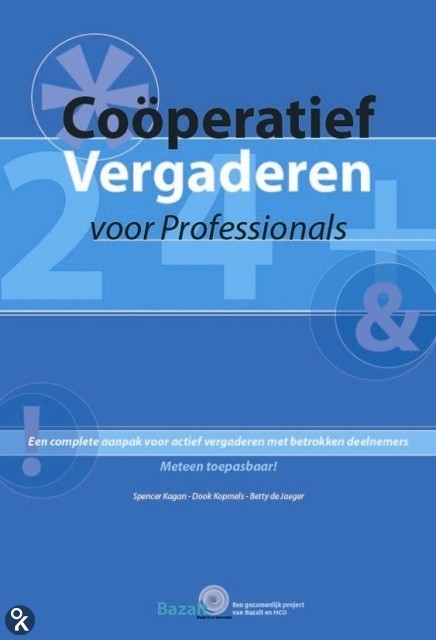 *
Coöperatief
24+
Vergaderen
voor Professionals
&
!
Een complete aanpak voor actief vergaderen met betrokken deelnemers
Meteen toepasbaar!
Spencer Kagan - Dook Kopmels - Betty de Jaeger
Bazalt
Een gezamenlijk project
van Bazalt en HCO